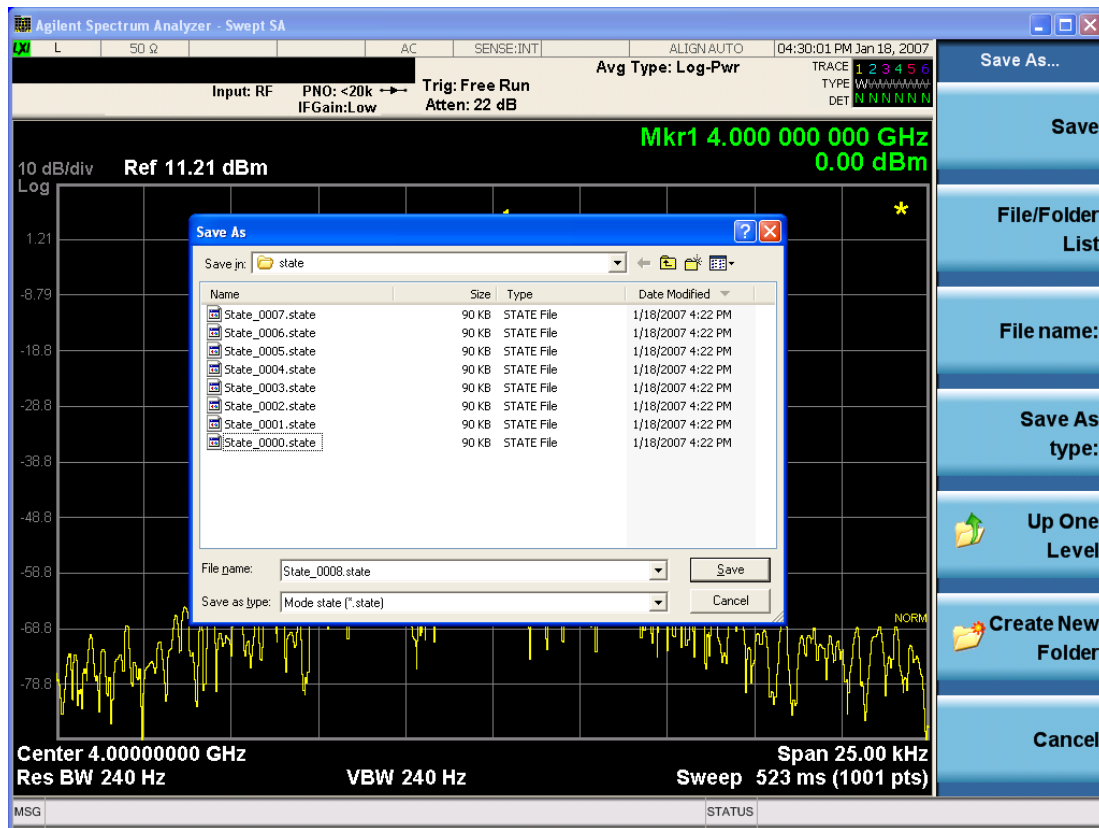 Agilent Spectrum Analyzer - Swept SA
LXI L 50 Ω AC SENSE:INT ALIGN AUTO 04:30:01 PM Jan 18, 2007
Input: RF PNO: <20k Trig: Free Run Avg Type: Log-Pwr TRACE 1 2 3 4 5 6
IFGain:Low Atten: 22 dB TYPE WWWWWW
DET N N N N N N
Mkr1 4.000 000 000 GHz
0.00 dBm
10 dB/div Ref 11.21 dBm
Log
1.21
-8.79
-18.8
-28.8
-38.8
-48.8
-58.8
-68.8
-78.8
*
NORM
Save As
Save in: state
Name Size Type Date Modified
State_0007.state 90 KB STATE File 1/18/2007 4:22 PM
State_0006.state 90 KB STATE File 1/18/2007 4:22 PM
State_0005.state 90 KB STATE File 1/18/2007 4:22 PM
State_0004.state 90 KB STATE File 1/18/2007 4:22 PM
State_0003.state 90 KB STATE File 1/18/2007 4:22 PM
State_0002.state 90 KB STATE File 1/18/2007 4:22 PM
State_0001.state 90 KB STATE File 1/18/2007 4:22 PM
State_0000.state 90 KB STATE File 1/18/2007 4:22 PM
File name: State_0008.state Save
Save as type: Mode state (*.state) Cancel
Center 4.00000000 GHz Span 25.00 kHz
Res BW 240 Hz VBW 240 Hz Sweep 523 ms (1001 pts)
MSG STATUS
Save As...
Save
File/Folder
List
File name:
Save As
type:
Up One
Level
Create New
Folder
Cancel